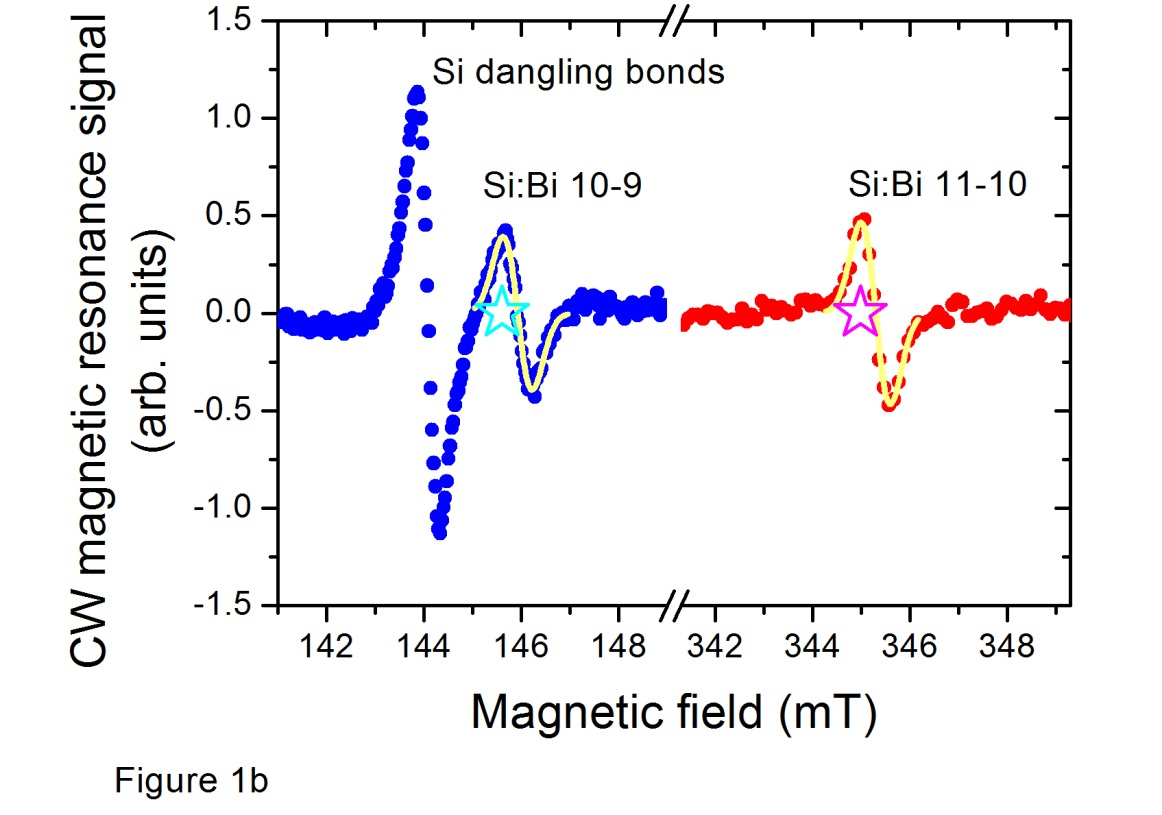 CW magnetic resonance signal
(arb. units)
1.5
1.0
0.5
0.0
-0.5
-1.0
-1.5
Si dangling bonds
Si:Bi 10-9
Si:Bi 11-10
142 144 146 148 342 344 346 348
Magnetic field (mT)
Figure 1b